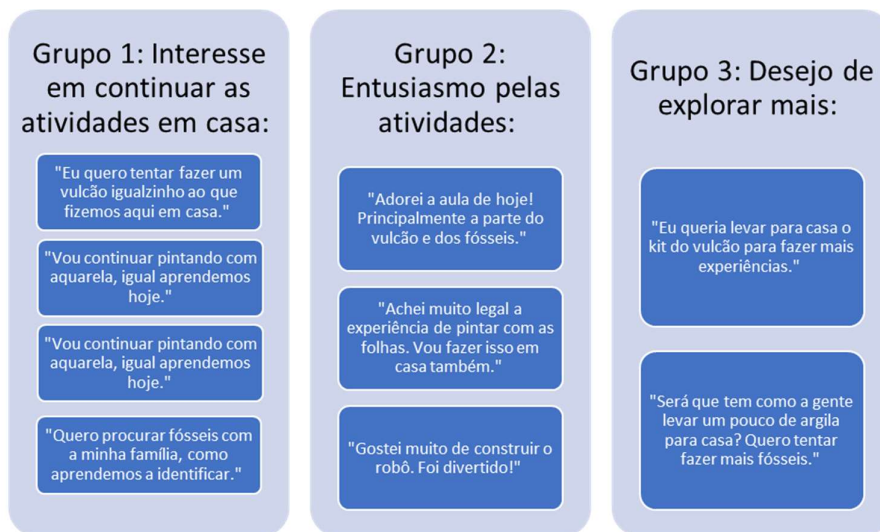 Grupo 1: Interesse
em continuar as
atividades em casa:
"Eu quero tentar fazer um
vulcão igualzinho ao que
fizemos aqui em casa."
"Vou continuar pintando com
aquarela, igual aprendemos
hoje."
"Vou continuar pintando com
aquarela, igual aprendemos
hoje."
"Quero procurar fósseis com
a minha família, como
aprendemos a identificar."
Grupo 2:
Entusiasmo pelas
atividades:
"Adorei a aula de hoje!
Principalmente a parte do
vulcão e dos fósseis."
"Achei muito legal a
experiência de pintar com as
folhas. Vou fazer isso em
casa também."
"Gostei muito de construir o
robô. Foi divertido!"
Grupo 3: Desejo de
explorar mais:
"Eu queria levar para casa o
kit do vulcão para fazer mais
experiências."
"Será que tem como a gente
levar um pouco de argila
para casa? Quero tentar
fazer mais fósseis."